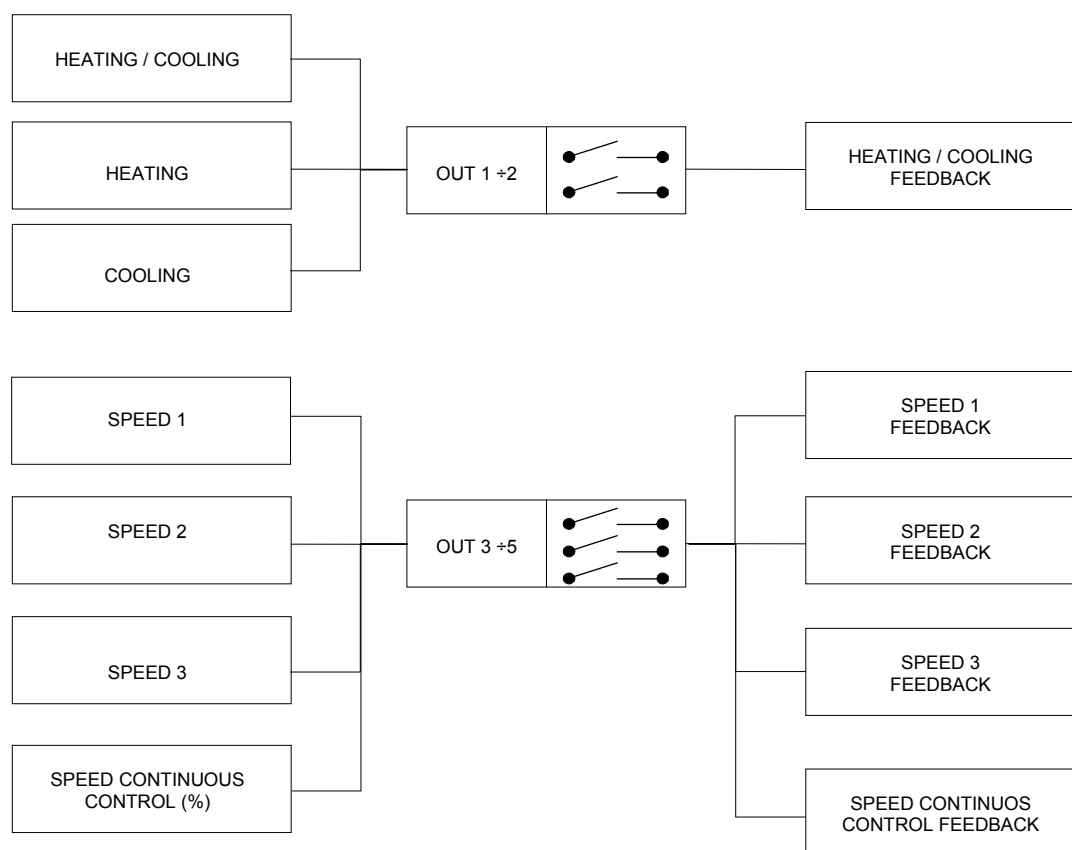 HEATING / COOLING
HEATING
COOLING
OUT 1 ÷2
HEATING / COOLING
FEEDBACK
SPEED 1
SPEED 2
SPEED 3
SPEED CONTINUOUS
CONTROL (%)
OUT 3 ÷5
SPEED 1
FEEDBACK
SPEED 2
FEEDBACK
SPEED 3
FEEDBACK
SPEED CONTINUOS
CONTROL FEEDBACK